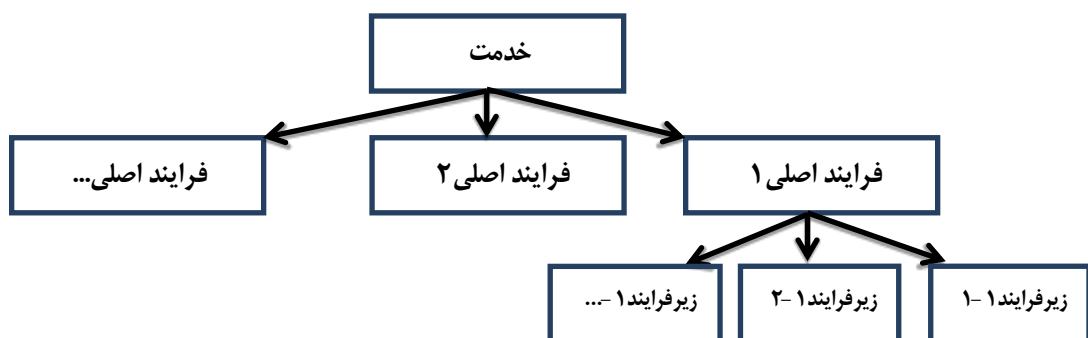 خدمت
فرایند اصلی۱
فرایند اصلی۲
فرایند اصلی...
زیرفرایند۱ –۱
زیرفرایند۱ –۲
زیرفرایند۱ –...